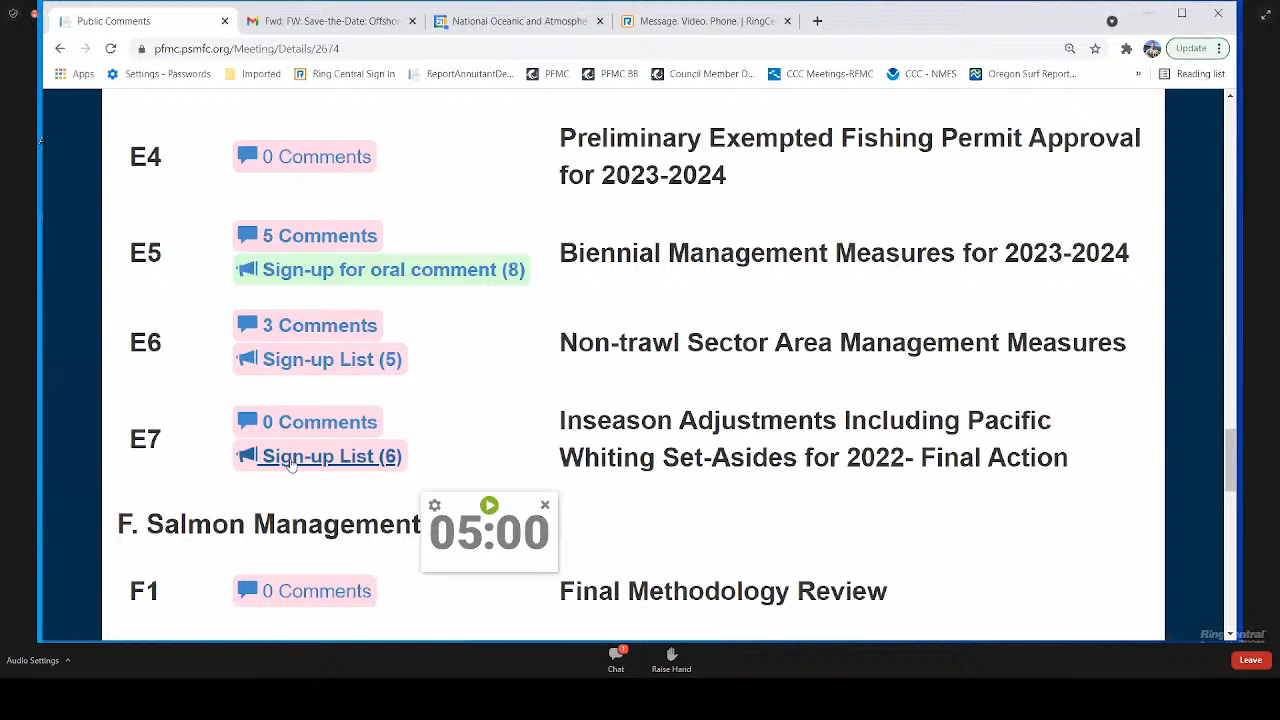 Public Comments
Fwd: FW: Save-the-Date: Offshor
National Oceanic and Atmosphe
Message. Video. Phone. | RingCe
pfmc.psmfc.org/Meeting/Details/2674
Update
Apps
Settings - Passwords
Imported
Ring Central Sign In
ReportAnnuitantce...
PFMC
PFMC BB
Council Member D...
CCC Meetings-RFMC
CCC - NMFS
Oregon Surf Report...
»
Reading list
E4
0 Comments
Preliminary Exempted Fishing Permit Approval
for 2023-2024
E5
5 Comments
Sign-up for oral comment (8)
Biennial Management Measures for 2023-2024
E6
3 Comments
Sign-up List (5)
Non-trawl Sector Area Management Measures
E7
0 Comments
Sign-up List (6)
Inseason Adjustments Including Pacific
Whiting Set-Asides for 2022- Final Action
F. Salmon Management
05:00
F1
0 Comments
Final Methodology Review
RingCentral
Audio Settings
1
Chat
Raise Hand
Leave